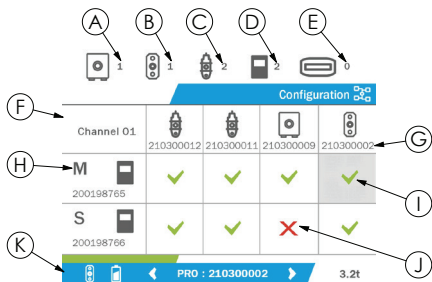 A B C D E
1 1 2 2 0
Configuration
F
Channel 01
210300012 210300011 210300009 210300002
G
H
M
200198765
I
S
200198766
J
K
PRO : 210300002
3.2t